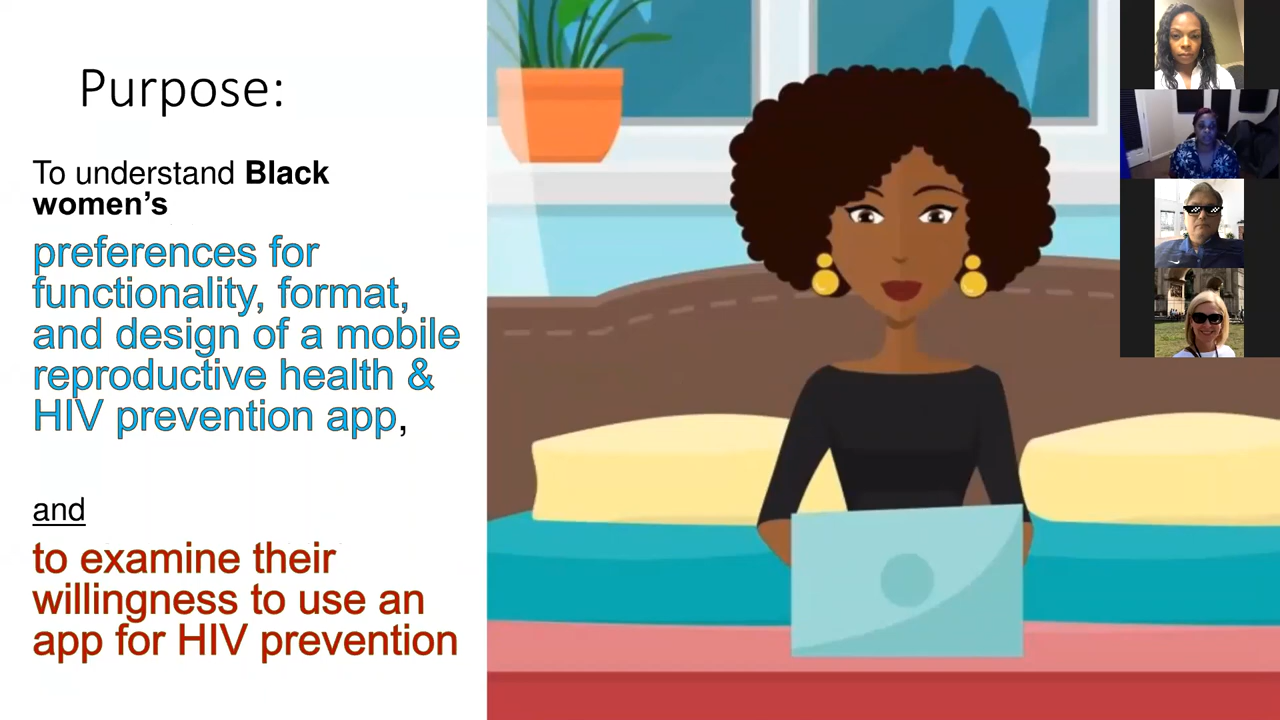 Purpose:
To understand Black
women’s
preferences for
functionality, format,
and design of a mobile
reproductive health &
HIV prevention app,
and
to examine their
willingness to use an
app for HIV prevention